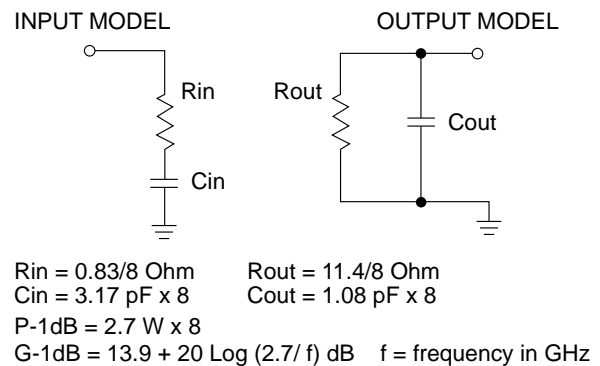 INPUT MODEL
OUTPUT MODEL
Rin
Cin
Rout
Cout
Rin = 0.83/8 Ohm
Rout = 11.4/8 Ohm
Cin = 3.17 pF x 8
Cout = 1.08 pF x 8
P-1dB = 2.7 W x 8
G-1dB = 13.9 + 20 Log (2.7/ f) dB f = frequency in GHz